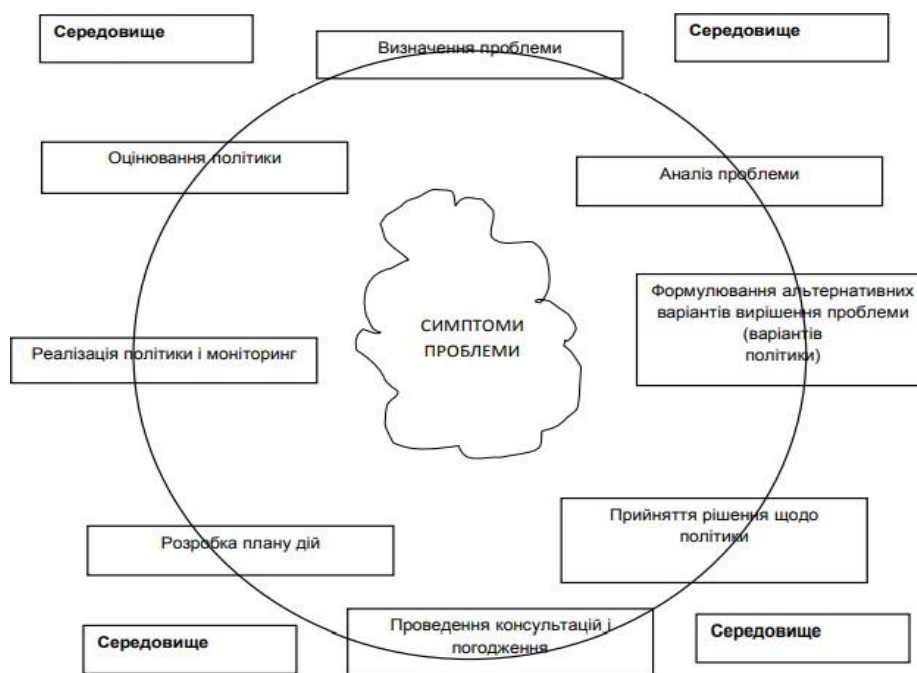 Середовище
Визначення проблеми
Середовище
Оцінювання політики
Аналіз проблеми
Формулювання альтернативних
варіантів вирішення проблеми
(варіантів
політики)
СИМПТОМИ
ПРОБЛЕМИ
Реалізація політики і моніторинг
Прийняття рішення щодо
політики
Розробка плану дій
Проведення консультацій і
погодження
Середовище
Середовище